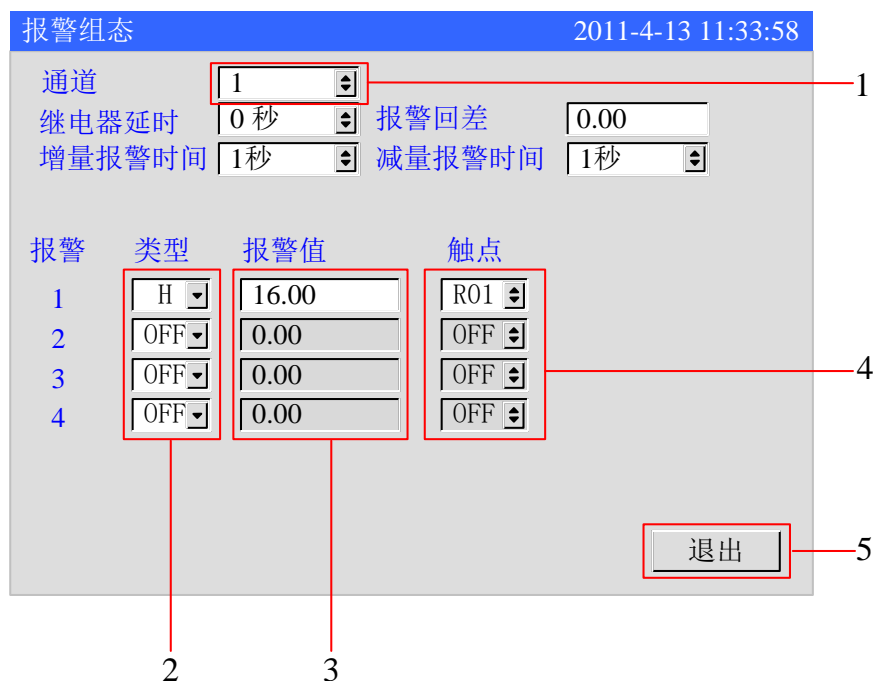 报警组态 2011-4-13 11:33:58
通道 1 1
继电器延时 0 秒 报警回差 0.00
增量报警时间 1秒 减量报警时间 1秒
报警 类型 报警值 触点
1 H 16.00 R01
2 OFF 0.00 OFF
3 OFF 0.00 OFF 4
4 OFF 0.00 OFF
退出 5
2 3